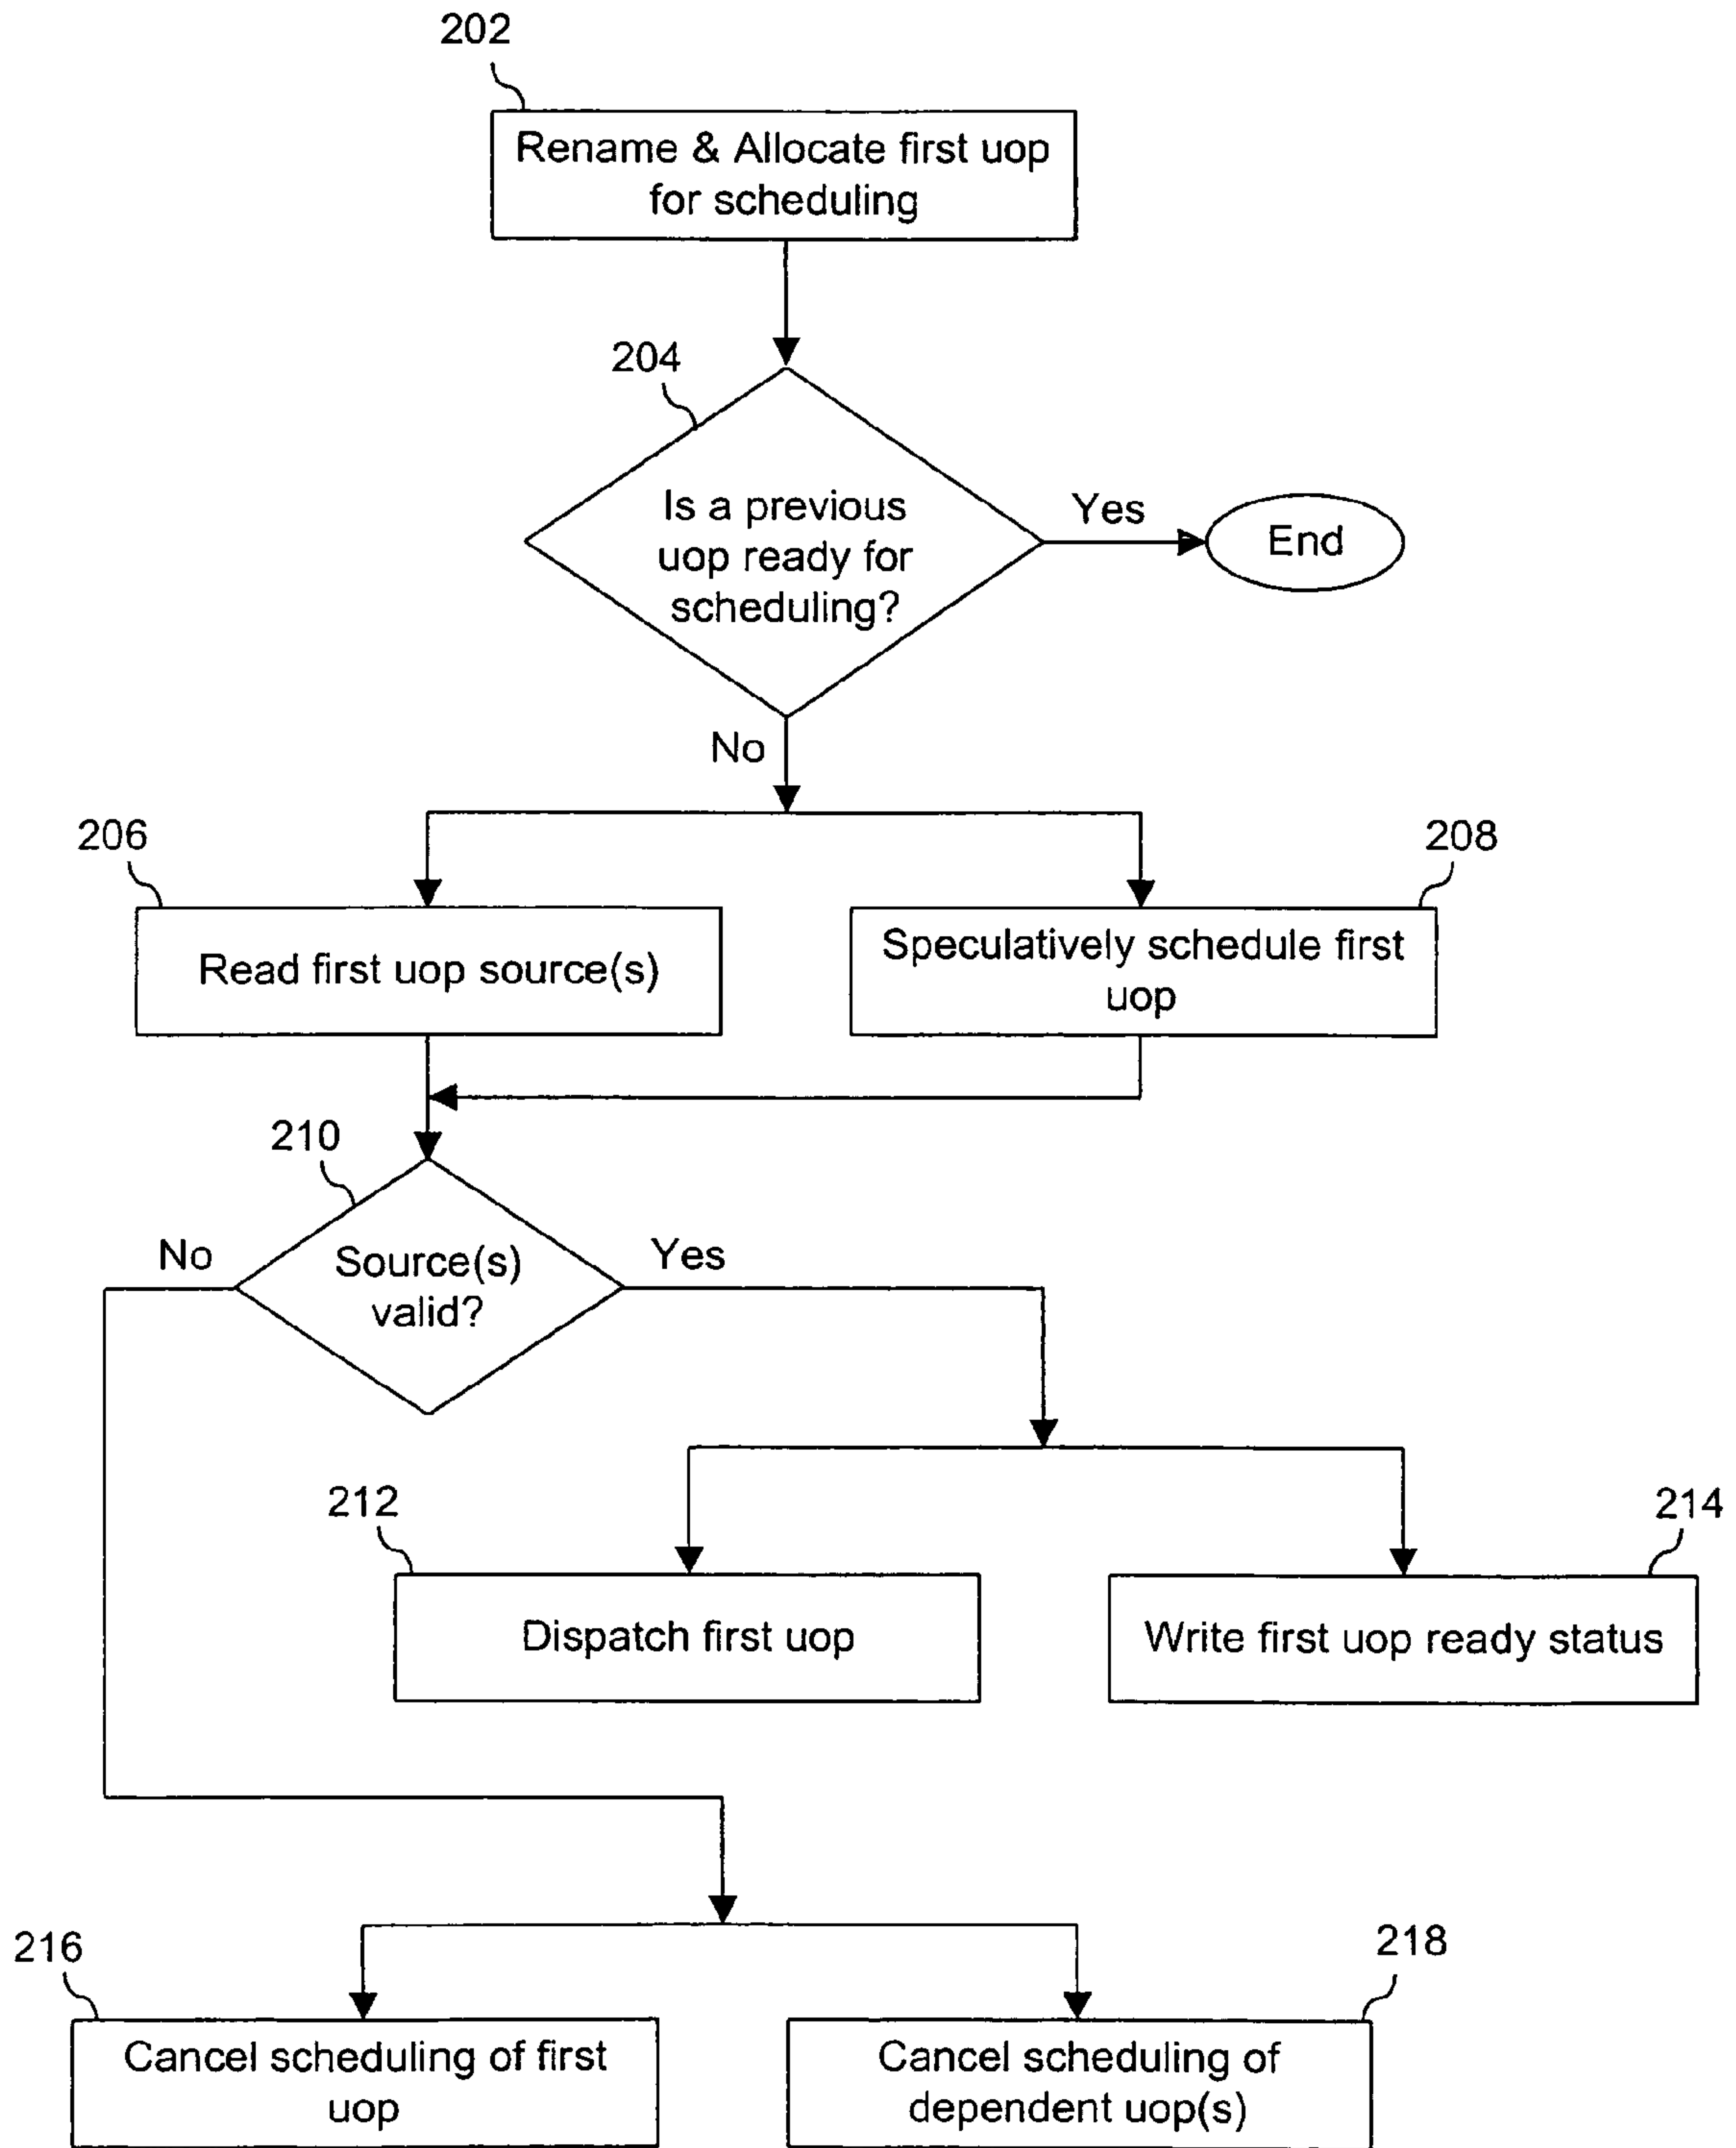 202
Rename & Allocate first uop
for scheduling
204
Is a previous
uop ready for
scheduling?
Yes
End
No
206
208
Read first uop source(s)
Speculatively schedule first
uop
210
No
Source(s)
valid?
Yes
212
214
Dispatch first uop
Write first uop ready status
216
218
Cancel scheduling of first
uop
Cancel scheduling of
dependent uop(s)